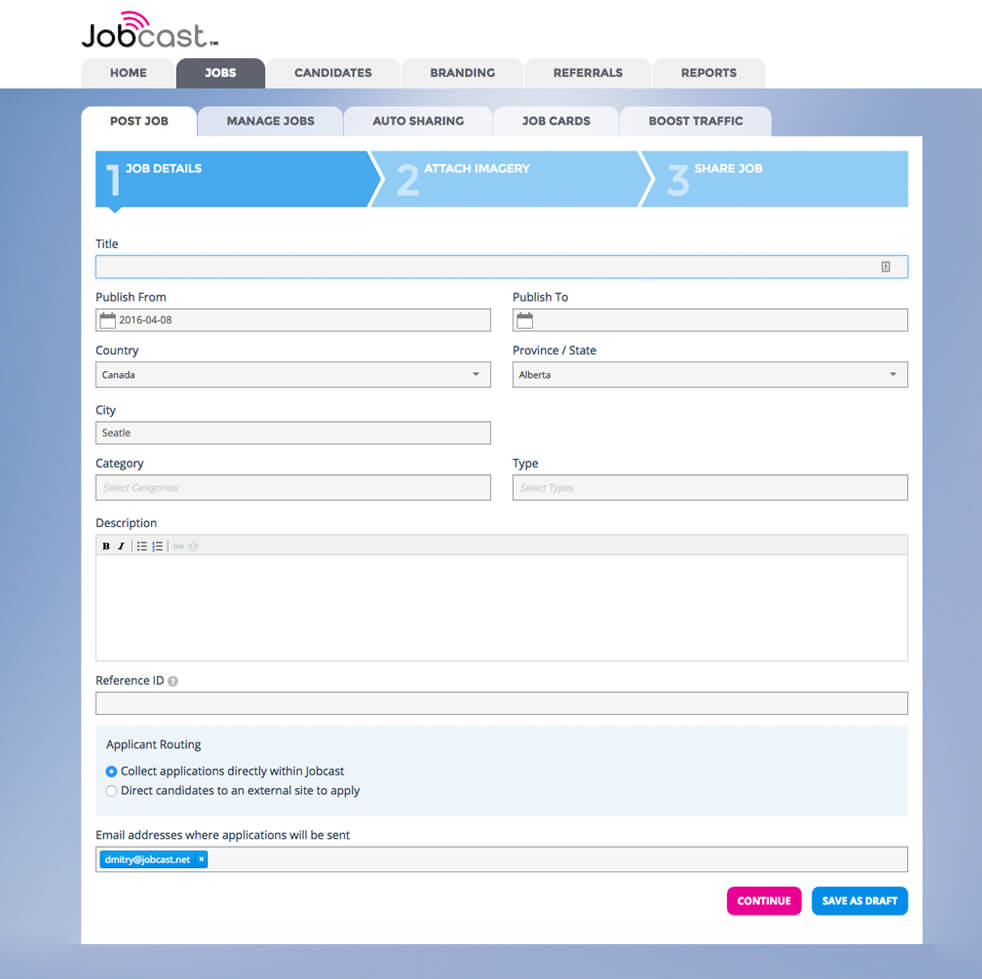 Jobcast™
HOME JOBS CANDIDATES BRANDING REFERRALS REPORTS
POST JOB MANAGE JOBS AUTO SHARING JOB CARDS BOOST TRAFFIC
1 JOB DETAILS 2 ATTACH IMAGERY 3 SHARE JOB
Title
Publish From Publish To
2016-04-08
Country Province / State
Canada Alberta
City
Seatle
Category Type
Select Categories Select Types
Description
B I
Reference ID ?
Applicant Routing
Collect applications directly within Jobcast
Direct candidates to an external site to apply
Email addresses where applications will be sent
dmitry@jobcast.net ×
CONTINUE SAVE AS DRAFT